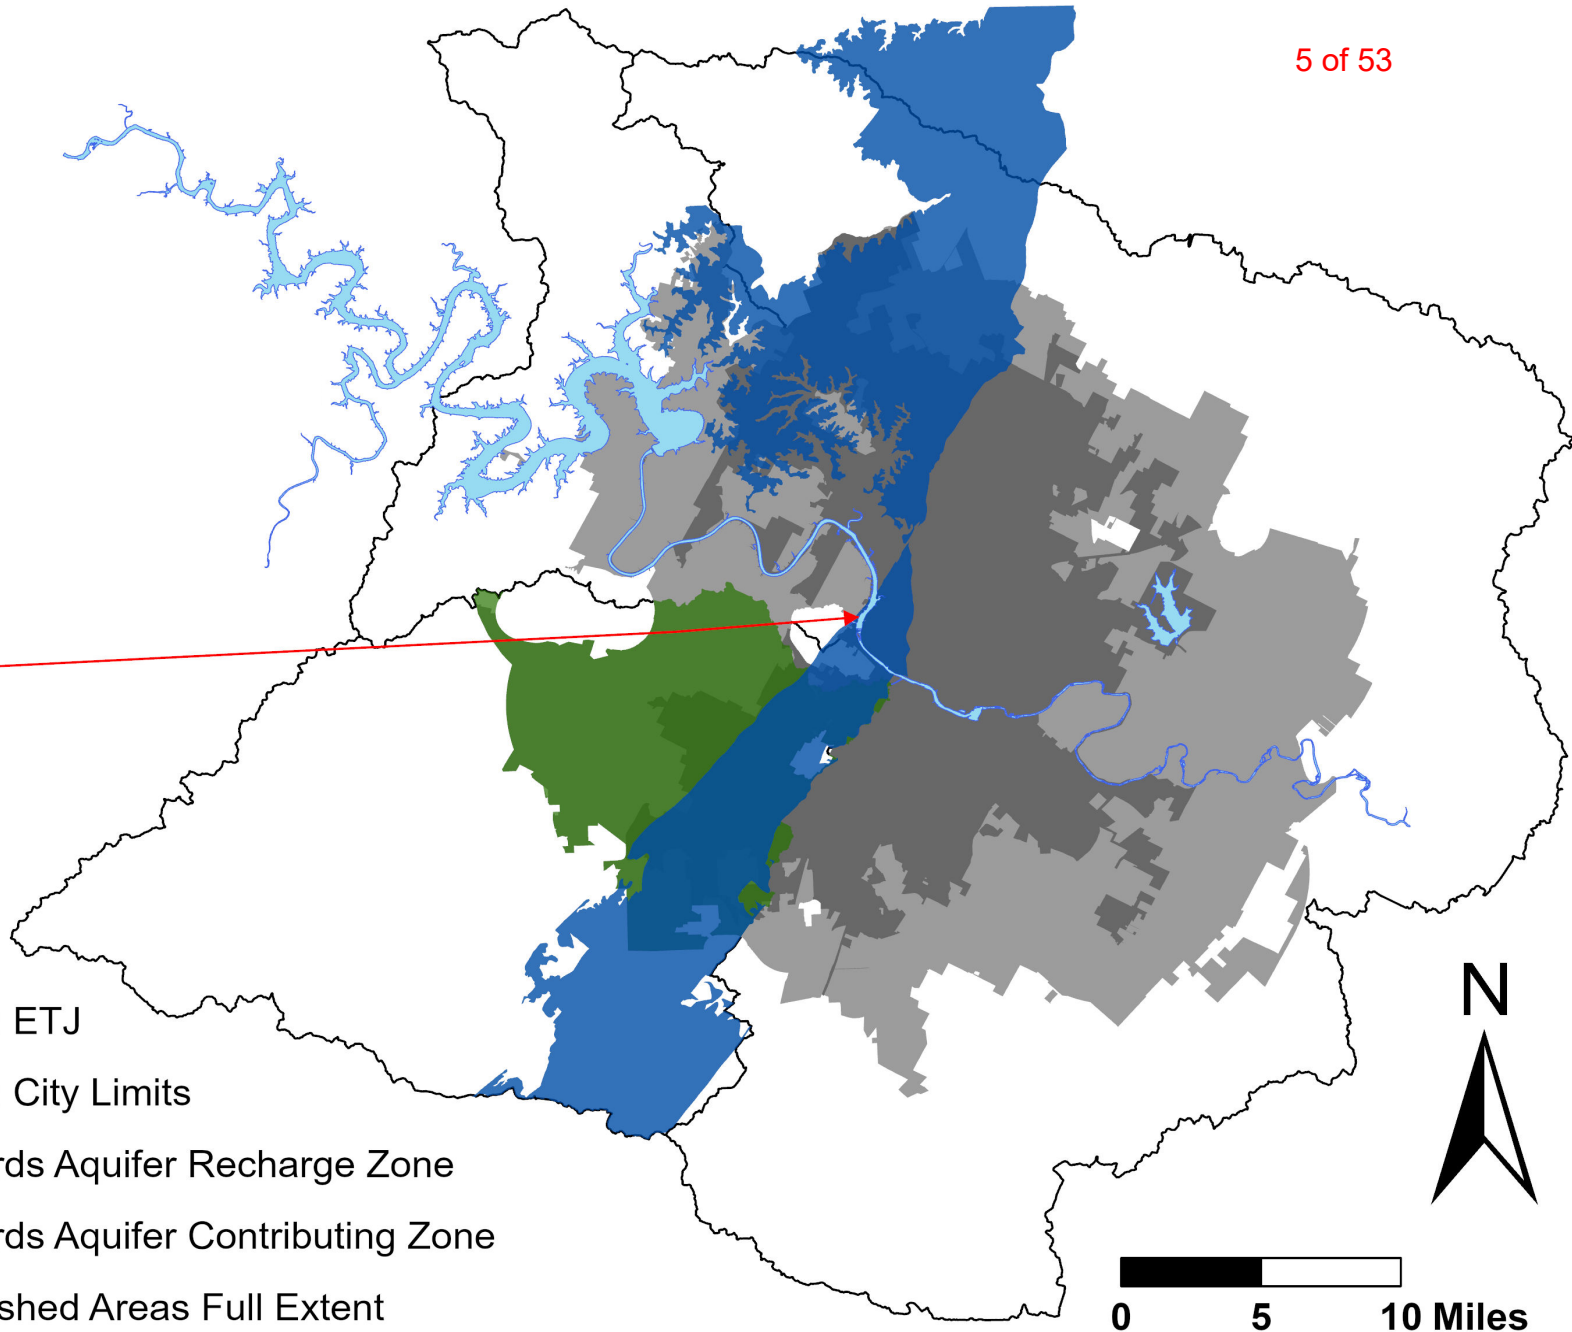 5 of 53
N
ETJ
City Limits
rds Aquifer Recharge Zone
rds Aquifer Contributing Zone
shed Areas Full Extent
0 5 10 Miles